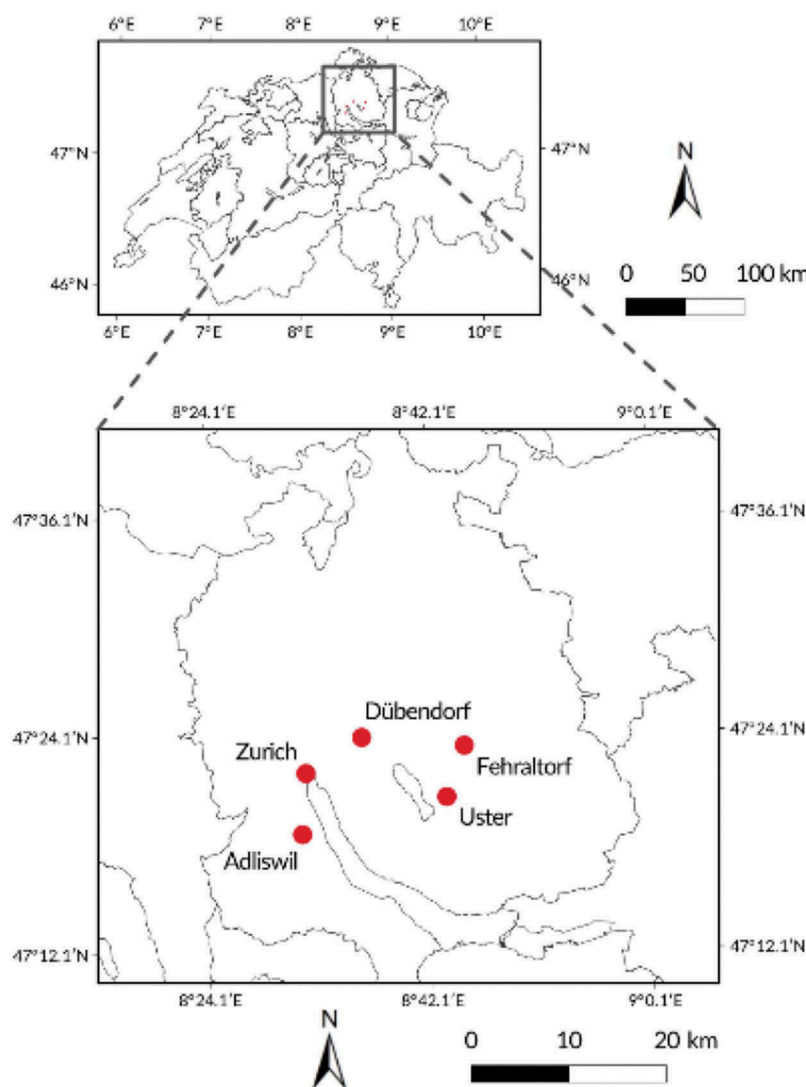 6°E 7°E 8°E 9°E 10°E
47°N 47°N
46°N 46°N
6°E 7°E 8°E 9°E 10°E
N
0 50 100 km
8°24.1'E 8°42.1'E 9°0.1'E
47°36.1'N 47°36.1'N
Dübendorf
47°24.1'N 47°24.1'N
Zurich
Fehraltorf
Uster
Adliswil
47°12.1'N 47°12.1'N
8°24.1'E 8°42.1'E 9°0.1'E
N
0 10 20 km